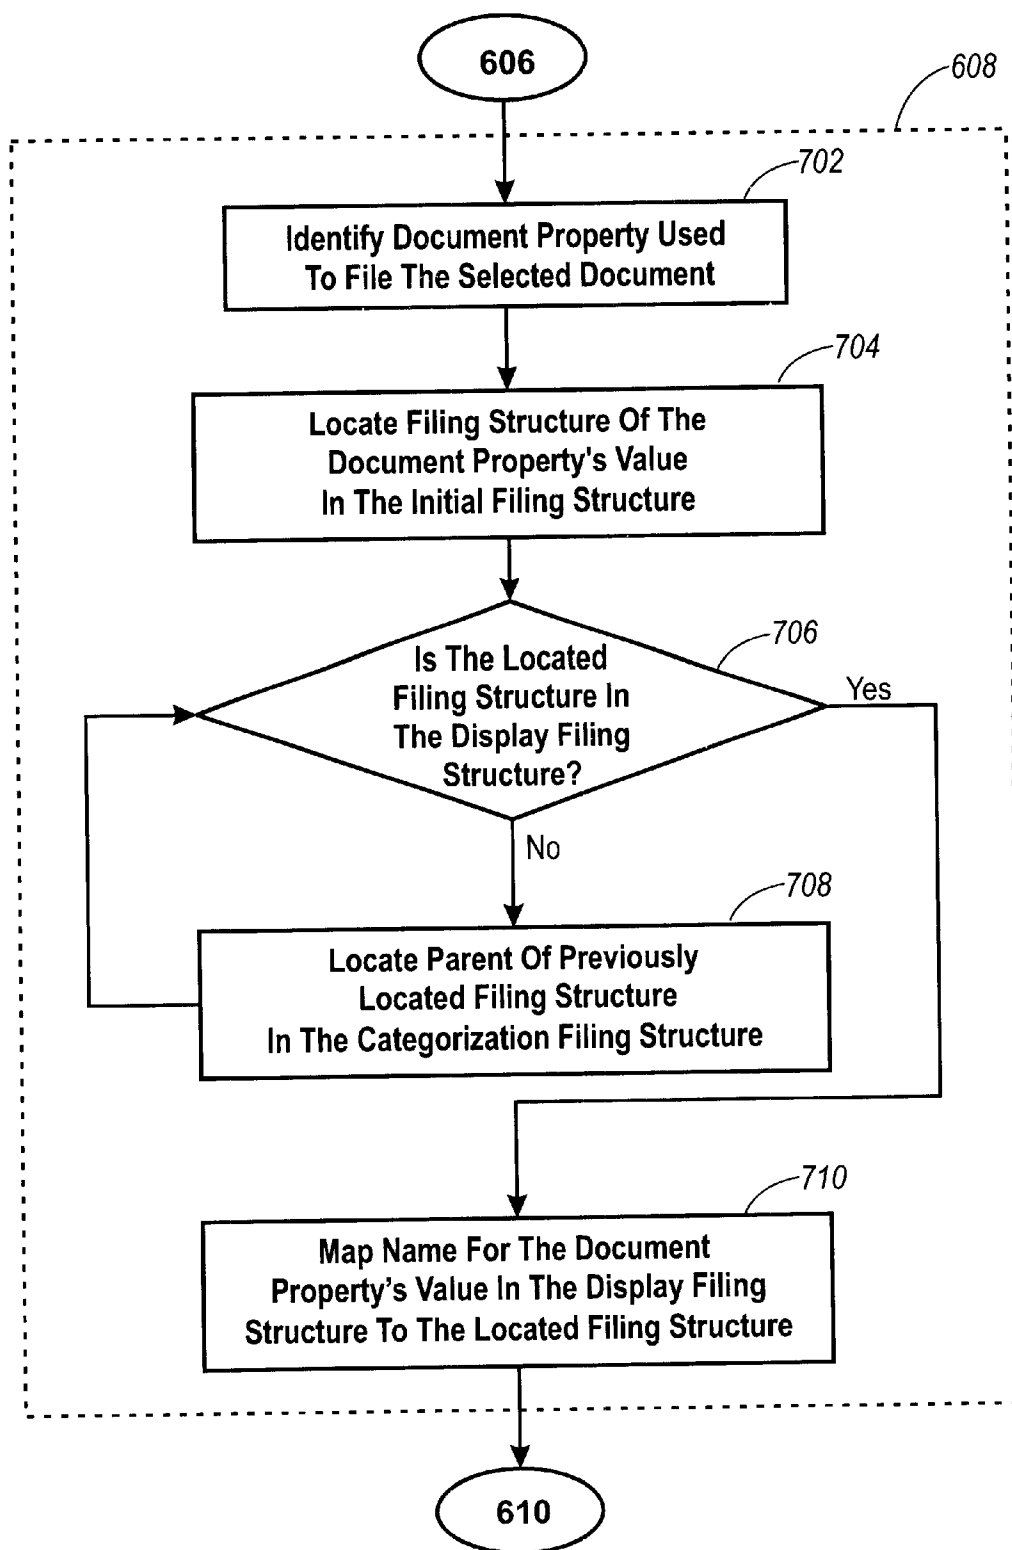 606
608
702
Identify Document Property Used
To File The Selected Document
704
Locate Filing Structure Of The
Document Property's Value
In The Initial Filing Structure
706
Is The Located
Filing Structure In
The Display Filing
Structure?
Yes
No
708
Locate Parent Of Previously
Located Filing Structure
In The Categorization Filing Structure
710
Map Name For The Document
Property’s Value In The Display Filing
Structure To The Located Filing Structure
610